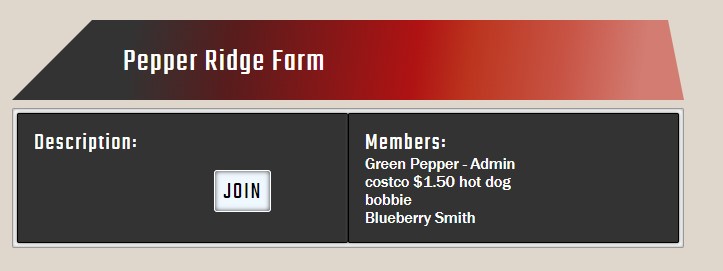 Pepper Ridge Farm
Description:
JOIN
Members:
Green Pepper - Admin
costco $1.50 hot dog
bobbie
Blueberry Smith